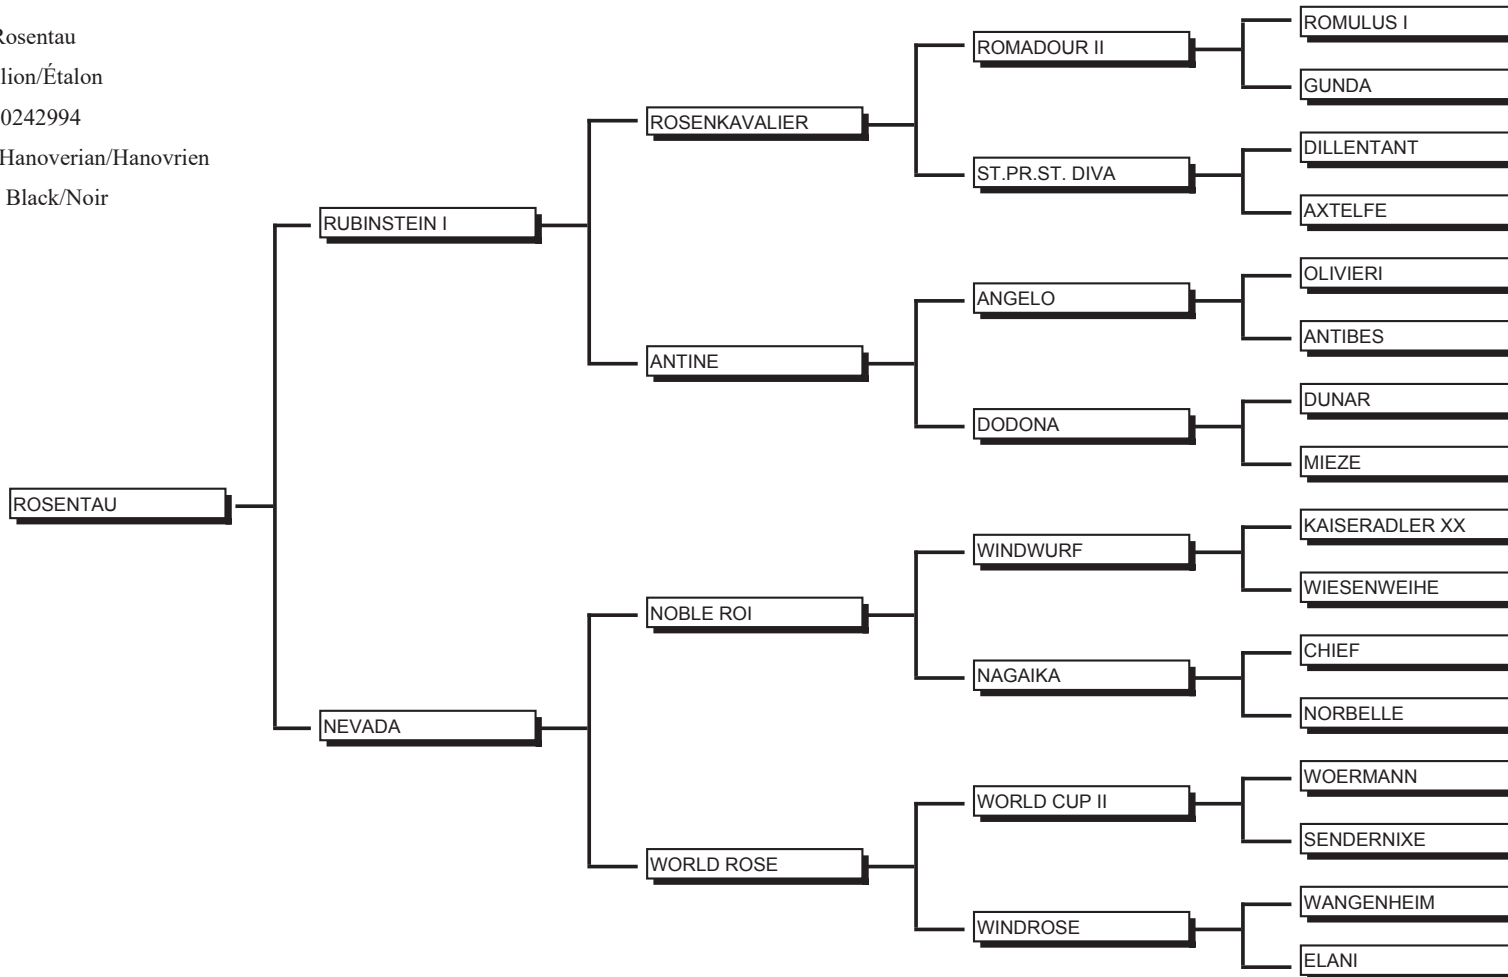 Rosentau
lion/Étalon
0242994
Hanoverian/Hanovrien
Black/Noir
ROSENTAU
RUBINSTEIN I
NEVADA
ROSENKAVALIER
ANTINE
NOBLE ROI
WORLD ROSE
ROMADOUR II
ST.PR.ST. DIVA
ANGELO
DODONA
WINDWURF
NAGAIKA
WORLD CUP II
WINDROSE
ROMULUS I
GUNDA
DILLENTANT
AXTELFE
OLIVIERI
ANTIBES
DUNAR
MIEZE
KAISERADLER XX
WIESENWEIHE
CHIEF
NORBELLE
WOERMANN
SENDERNIXE
WANGENHEIM
ELANI